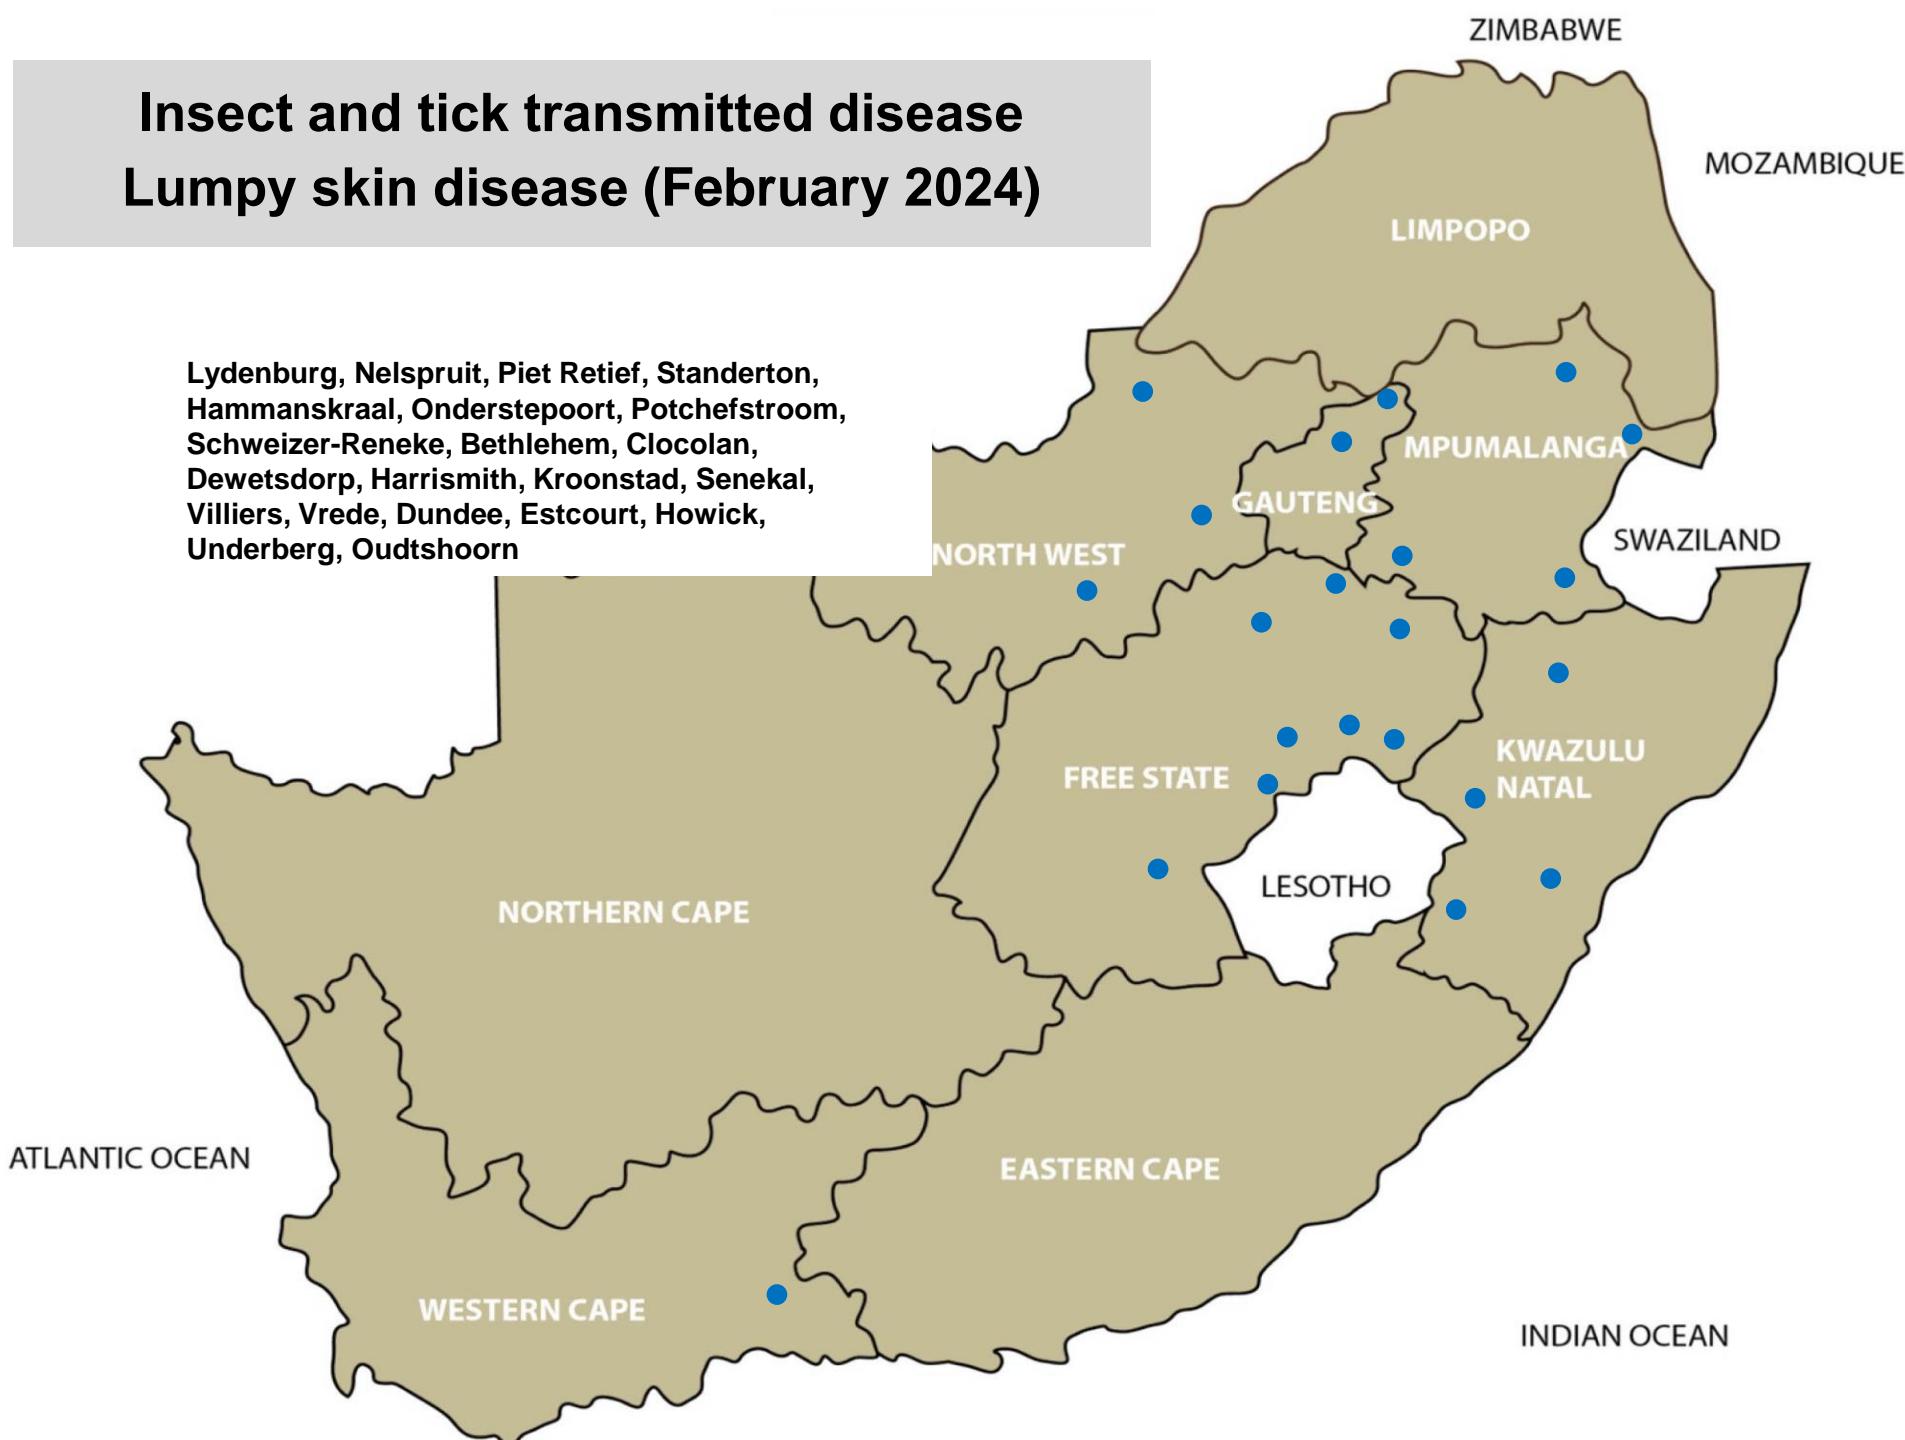 ZIMBABWE
Insect and tick transmitted disease
Lumpy skin disease (February 2024)
MOZAMBIQUE
LIMPOPO
Lydenburg, Nelspruit, Piet Retief, Standerton,
Hammanskraal, Onderstepoort, Potchefstroom,
Schweizer-Reneke, Bethlehem, Clocolan,
Dewetsdorp, Harrismith, Kroonstad, Senekal,
Villiers, Vrede, Dundee, Estcourt, Howick,
Underberg, Oudtshoorn
MPUMALANGA
GAUTENG
SWAZILAND
NORTH WEST
KWAZULU
NATAL
FREE STATE
LESOTHO
NORTHERN CAPE
ATLANTIC OCEAN
EASTERN CAPE
WESTERN CAPE
INDIAN OCEAN